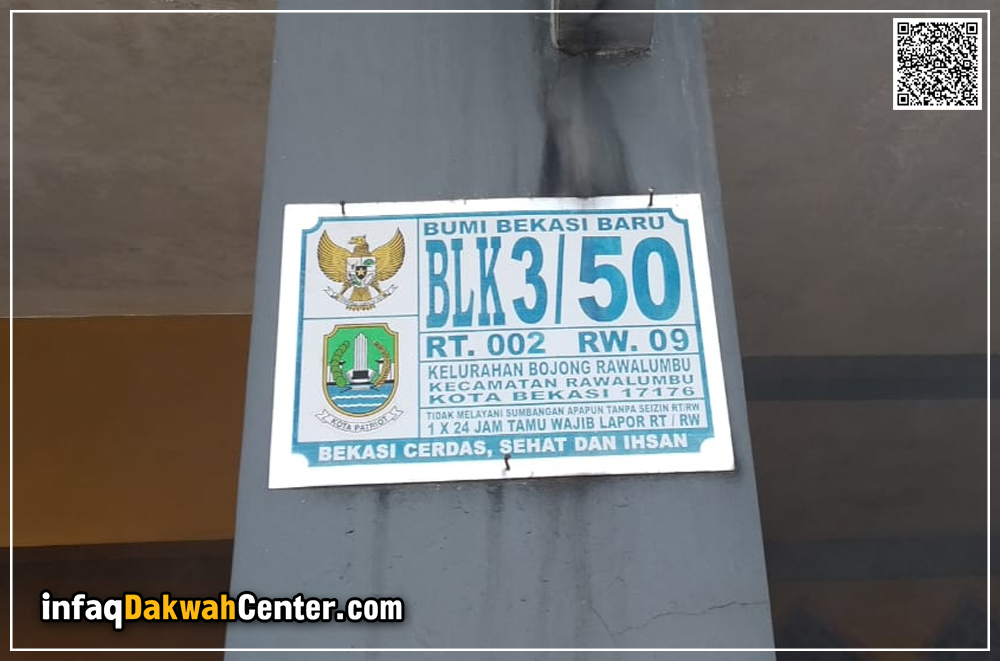 BUMI BEKASI BARU
BLK 3/50
RT. 002 RW. 09
KELURAHAN BOJONG RAWALUMBU
KECAMATAN RAWALUMBU
KOTA BEKASI 17176
TIDAK MELAYANI SUMBANGAN APAPUN TANPA SEIZIN RT/RW
1 X 24 JAM TAMU WAJIB LAPOR RT / RW
BEKASI CERDAS, SEHAT DAN IHSAN
KOTA PATRIOT
infaqDakwahCenter.com